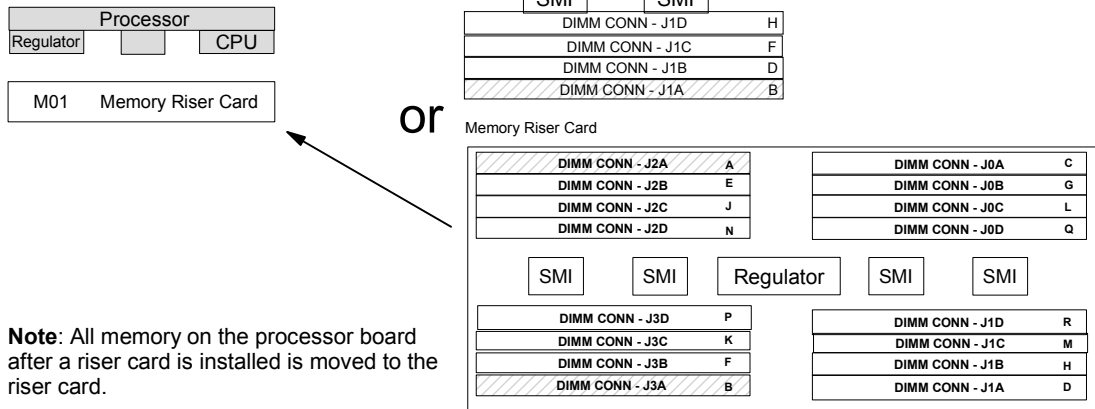 Processor
Regulator CPU
M01 Memory Riser Card
Note: All memory on the processor board
after a riser card is installed is moved to the
riser card.
or
SMI SMI
DIMM CONN - J1D H
DIMM CONN - J1C F
DIMM CONN - J1B D
DIMM CONN - J1A B
Memory Riser Card
DIMM CONN - J2A A
DIMM CONN - J2B E
DIMM CONN - J2C J
DIMM CONN - J2D N
DIMM CONN - J0A C
DIMM CONN - J0B G
DIMM CONN - J0C L
DIMM CONN - J0D Q
SMI SMI Regulator SMI SMI
DIMM CONN - J3D P
DIMM CONN - J3C K
DIMM CONN - J3B F
DIMM CONN - J3A B
DIMM CONN - J1D R
DIMM CONN - J1C M
DIMM CONN - J1B H
DIMM CONN - J1A D